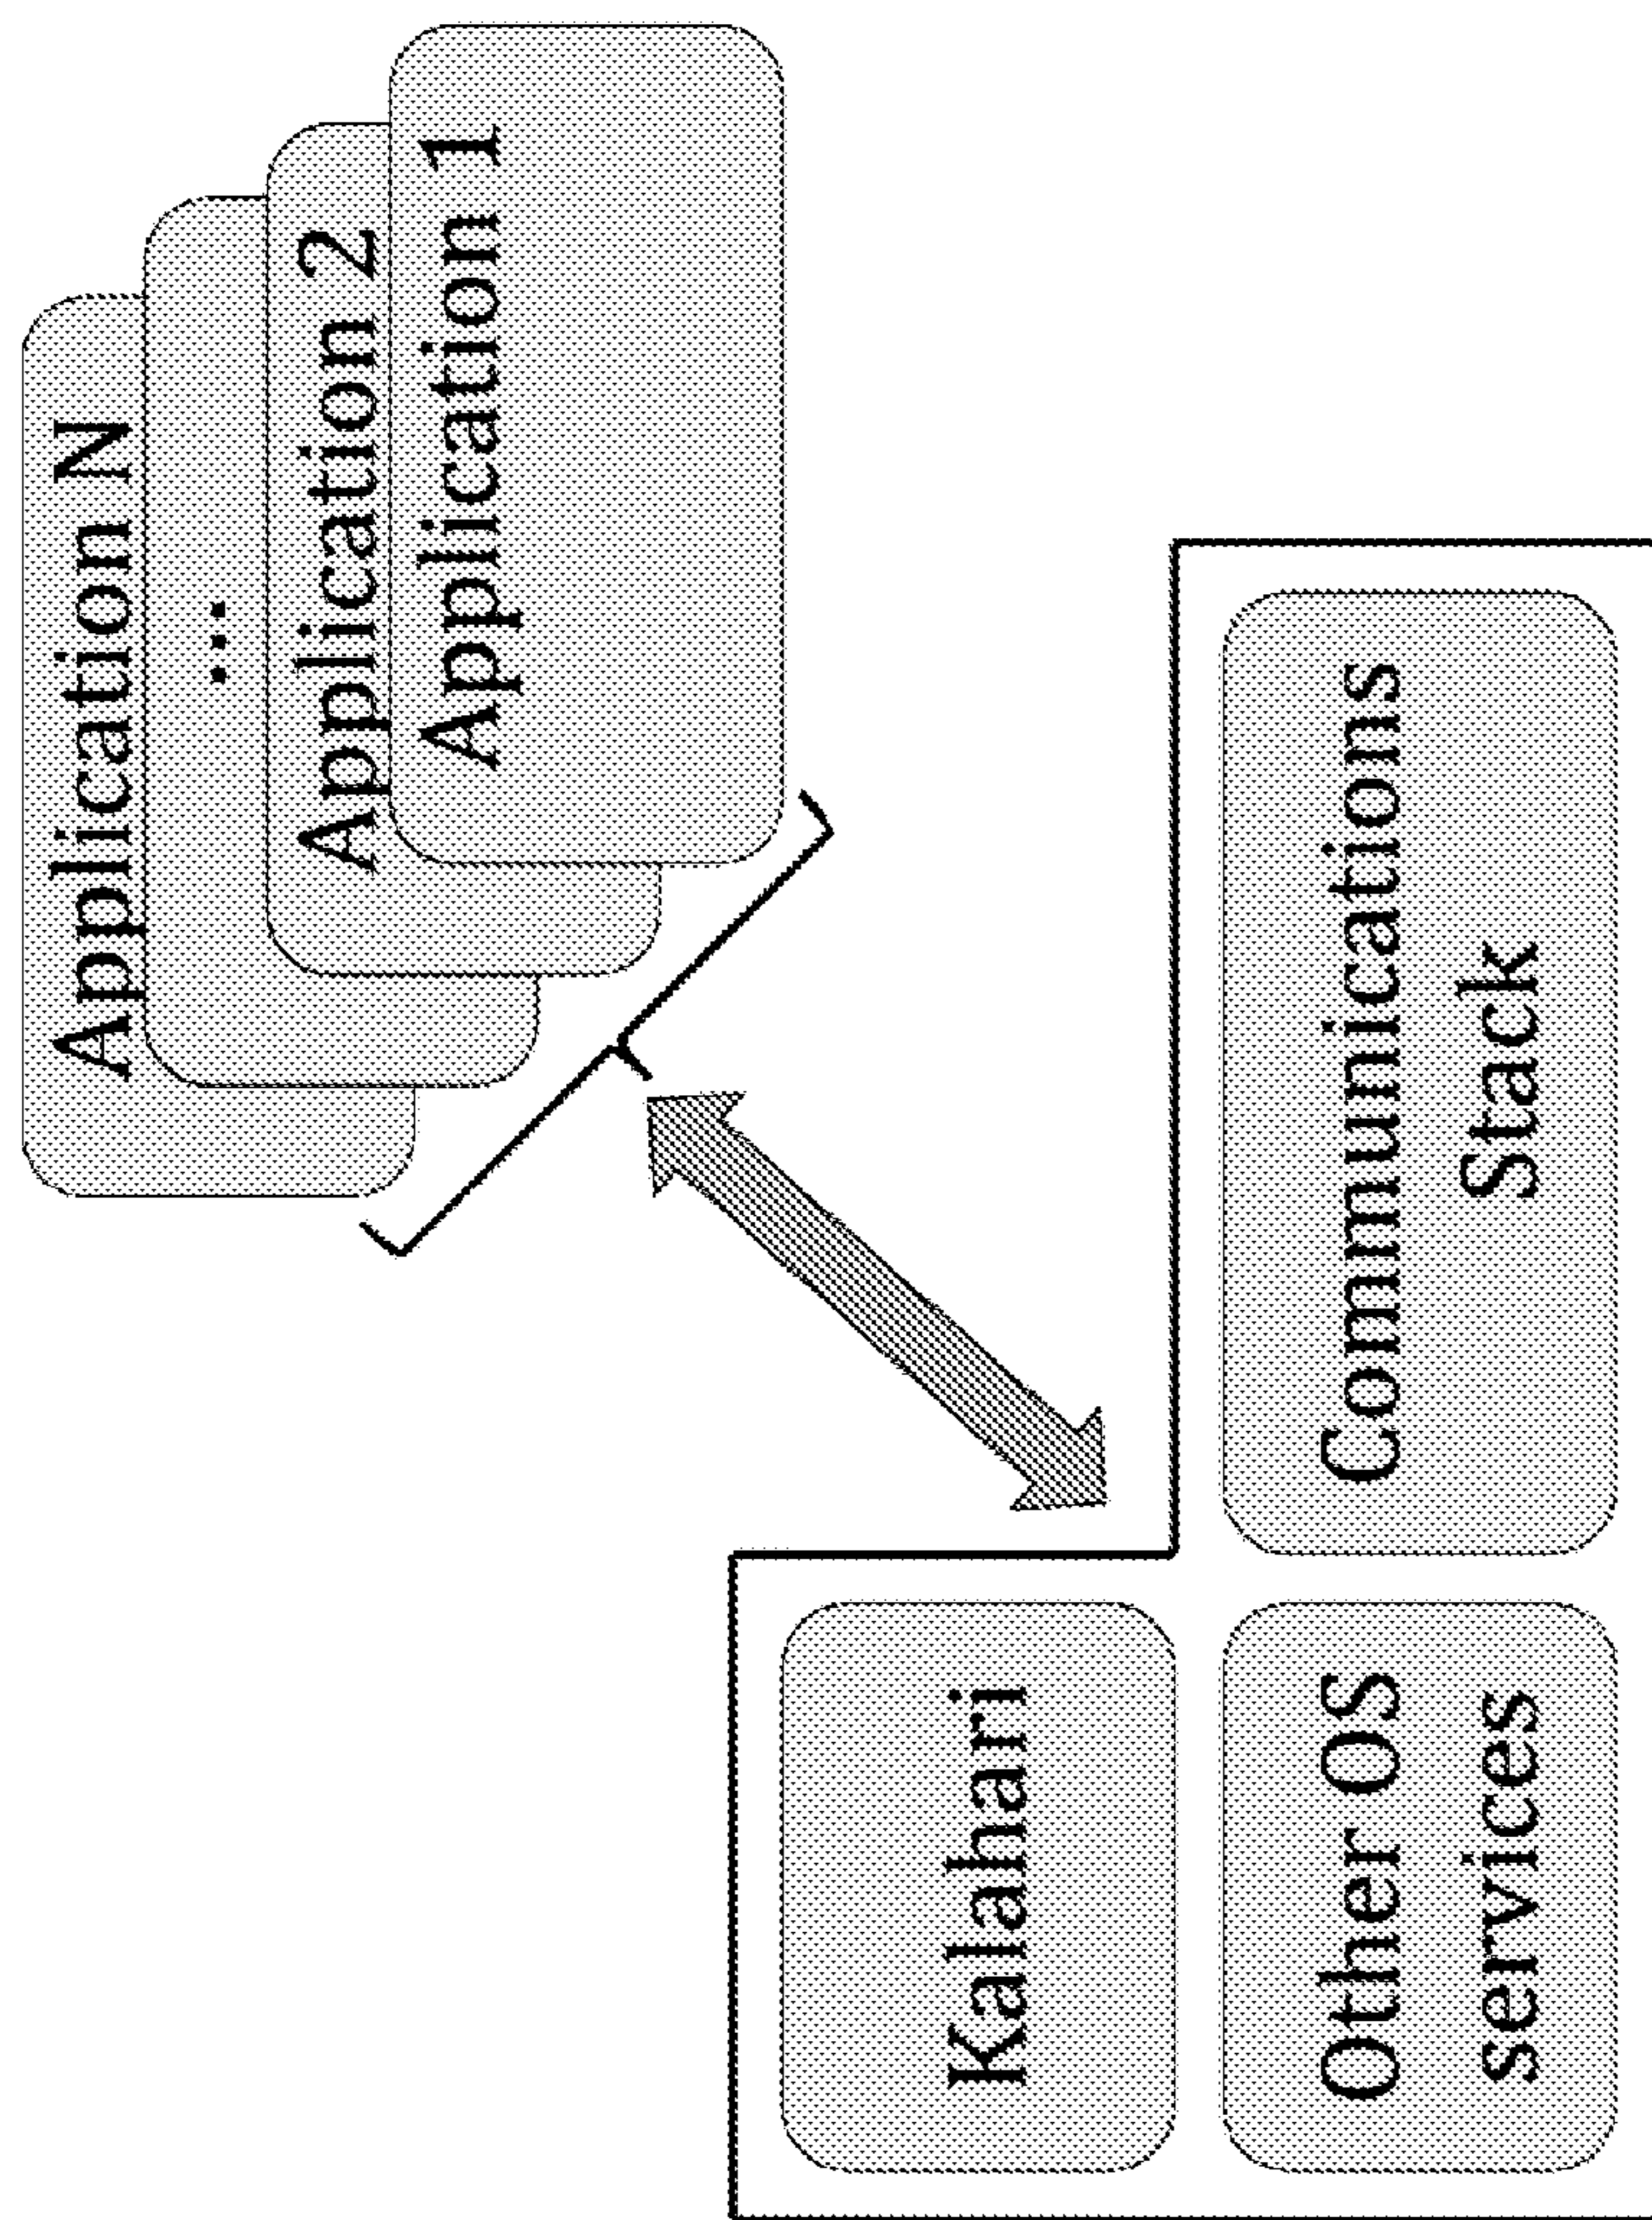 Application N
...
Application 2
Application 1
Kalahari
Other OS
services
Communications
Stack